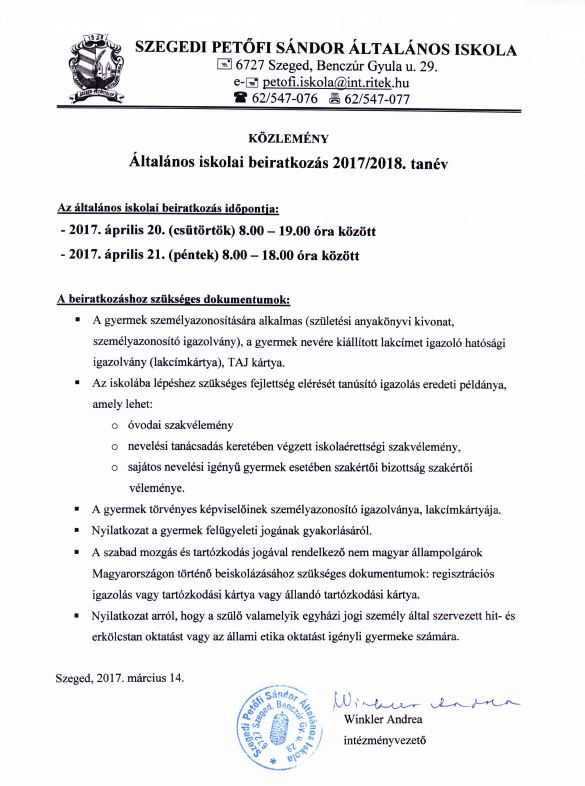 SZEGEDI PETŐFI SÁNDOR ÁLTALÁNOS ISKOLA
6727 Szeged, Benczúr Gyula u. 29.
e- petofi.iskola@int.ritek.hu
62/547-076 62/547-077
KÖZLEMÉNY
Általános iskolai beiratkozás 2017/2018. tanév
Az általános iskolai beiratkozás időpontja:
- 2017. április 20. (csütörtök) 8.00 – 19.00 óra között
- 2017. április 21. (péntek) 8.00 – 18.00 óra között
A beiratkozáshoz szükséges dokumentumok:
▪ A gyermek személyazonosítására alkalmas (születési anyakönyvi kivonat,
személyazonosító igazolvány), a gyermek nevére kiállított lakcímet igazoló hatósági
igazolvány (lakcímkártya), TAJ kártya.
▪ Az iskolába lépéshez szükséges fejlettség elérését tanúsító igazolás eredeti példánya,
amely lehet:
o óvodai szakvélemény
o nevelési tanácsadás keretében végzett iskolaérettségi szakvélemény,
o sajátos nevelési igényű gyermek esetében szakértői bizottság szakértői
véleménye.
▪ A gyermek törvényes képviselőinek személyazonosító igazolványa, lakcímkártyája.
▪ Nyilatkozat a gyermek felügyeleti jogának gyakorlásáról.
▪ A szabad mozgás és tartózkodás jogával rendelkező nem magyar állampolgárok
Magyarországon történő beiskolázásához szükséges dokumentumok: regisztrációs
igazolás vagy tartózkodási kártya vagy állandó tartózkodási kártya.
▪ Nyilatkozat arról, hogy a szülő valamelyik egyházi jogi személy által szervezett hit- és
erkölcstan oktatást vagy az állami etika oktatást igényli gyermeke számára.
Szeged, 2017. március 14.
Winkler Andrea
Winkler Andrea
intézményvezető
Szegedi Petőfi Sándor Általános Iskola
6727 Szeged, Benczúr Gy. u. 29.